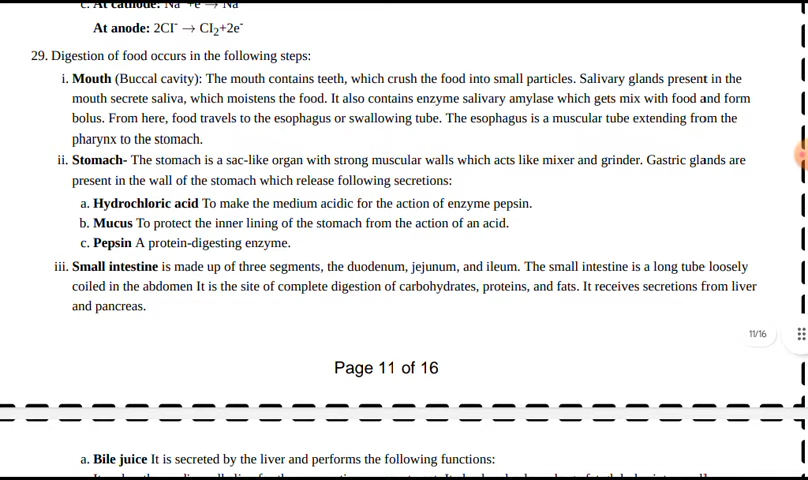 c. At cathode: Na⁺+e⁻ → Na
At anode: 2CI⁻ → CI₂+2e⁻
29. Digestion of food occurs in the following steps:
i. Mouth (Buccal cavity): The mouth contains teeth, which crush the food into small particles. Salivary glands present in the
mouth secrete saliva, which moistens the food. It also contains enzyme salivary amylase which gets mix with food and form
bolus. From here, food travels to the esophagus or swallowing tube. The esophagus is a muscular tube extending from the
pharynx to the stomach.
ii. Stomach- The stomach is a sac-like organ with strong muscular walls which acts like mixer and grinder. Gastric glands are
present in the wall of the stomach which release following secretions:
a. Hydrochloric acid To make the medium acidic for the action of enzyme pepsin.
b. Mucus To protect the inner lining of the stomach from the action of an acid.
c. Pepsin A protein-digesting enzyme.
iii. Small intestine is made up of three segments, the duodenum, jejunum, and ileum. The small intestine is a long tube loosely
coiled in the abdomen It is the site of complete digestion of carbohydrates, proteins, and fats. It receives secretions from liver
and pancreas.
11/16
Page 11 of 16
a. Bile juice It is secreted by the liver and performs the following functions: